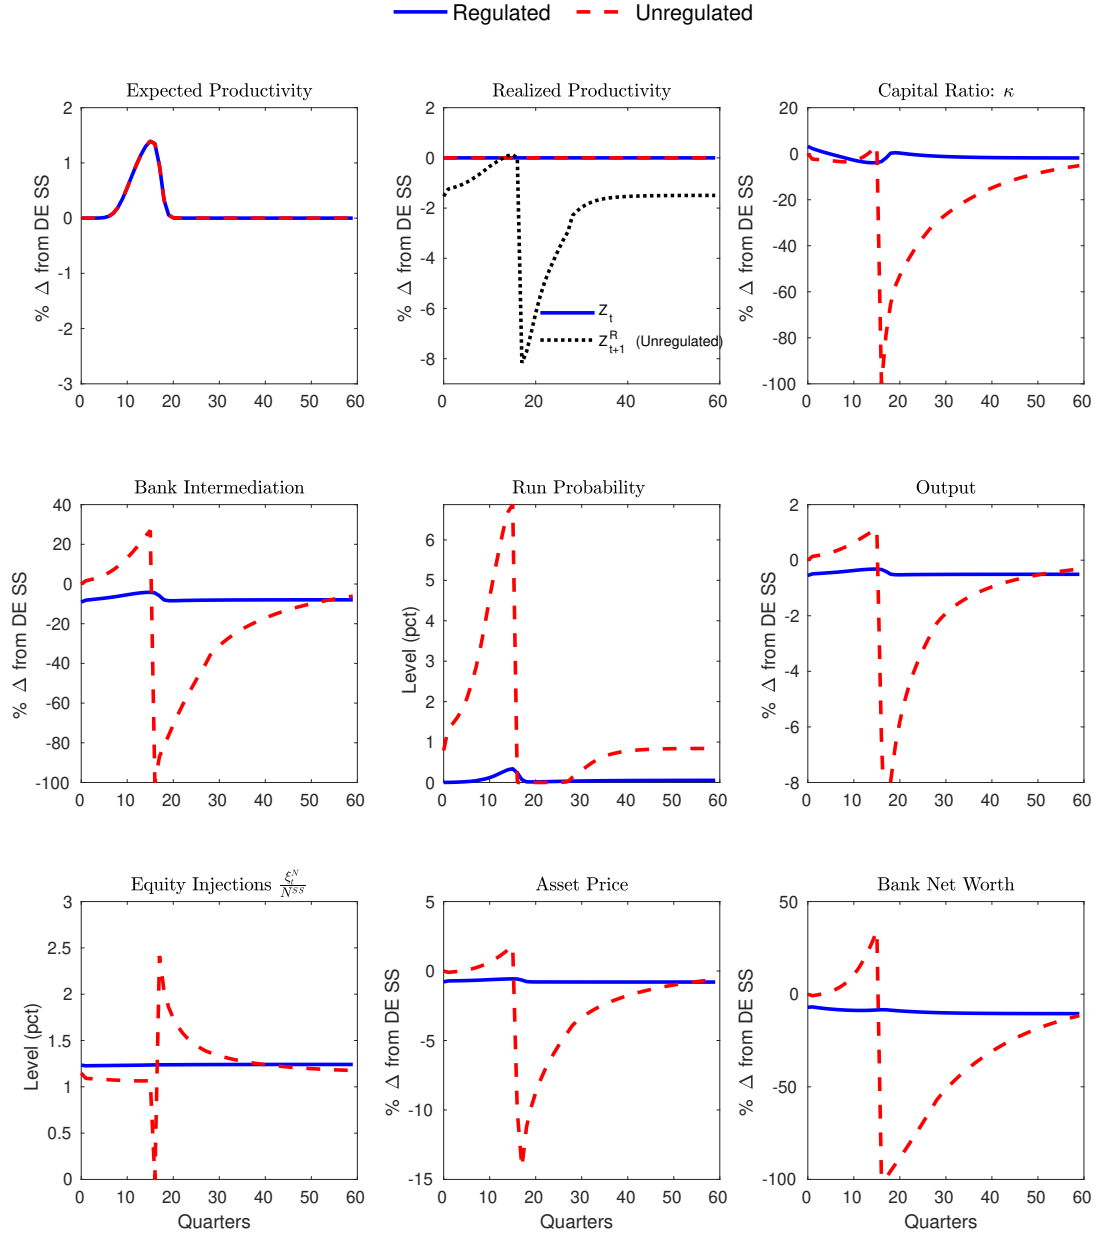 Regulated Unregulated
Expected Productivity
% Δ from DE SS
2
1
0
-1
-2
-3
0 10 20 30 40 50 60
Realized Productivity
% Δ from DE SS
2
0
-2
-4
-6
-8
Z_t
Z^R_{t+1} (Unregulated)
0 20 40 60
Capital Ratio: κ
% Δ from DE SS
20
0
-20
-40
-60
-80
-100
0 10 20 30 40 50 60
Bank Intermediation
% Δ from DE SS
40
20
0
-20
-40
-60
-80
-100
0 10 20 30 40 50 60
Run Probability
Level (pct)
6
5
4
3
2
1
0
0 10 20 30 40 50 60
Output
% Δ from DE SS
2
0
-2
-4
-6
-8
0 10 20 30 40 50 60
Equity Injections ξ^N_t / N^{SS}
Level (pct)
3
2.5
2
1.5
1
0.5
0
0 10 20 30 40 50 60
Quarters
Asset Price
% Δ from DE SS
5
0
-5
-10
-15
0 20 40 60
Quarters
Bank Net Worth
% Δ from DE SS
50
0
-50
-100
0 10 20 30 40 50 60
Quarters